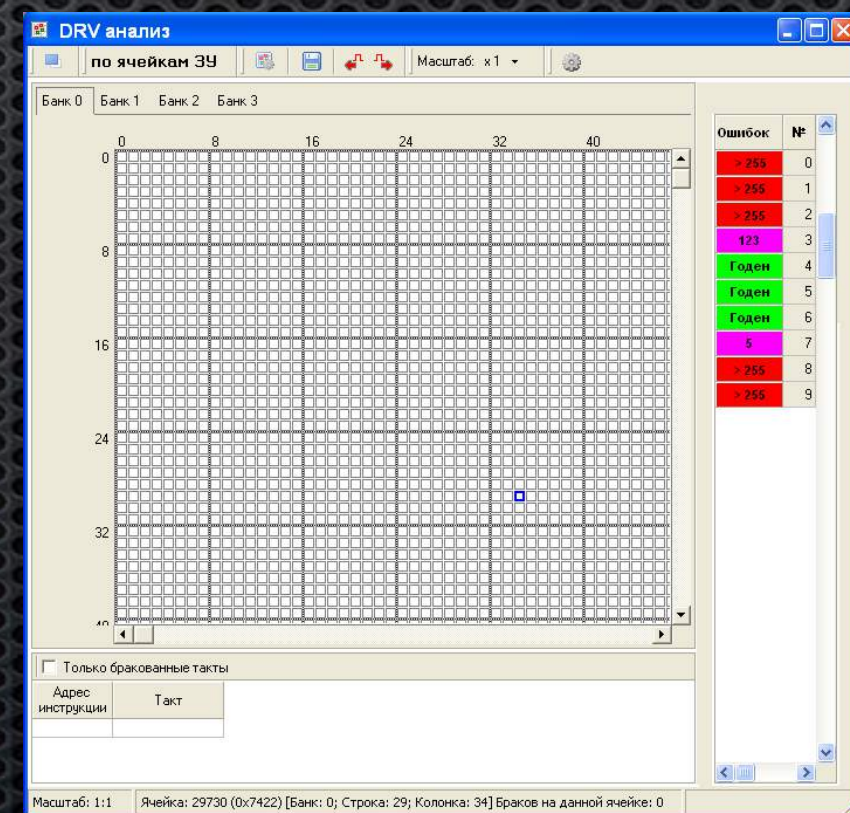 DRV анализ
по ячейкам ЗУ
Масштаб: x1
Банк 0 Банк 1 Банк 2 Банк 3
0 8 16 24 32 40
0
8
16
24
32
40
Ошибок №
> 255 0
> 255 1
> 255 2
123 3
Годен 4
Годен 5
Годен 6
5 7
> 255 8
> 255 9
Только бракованные такты
Адрес инструкции Такт
Масштаб: 1:1 Ячейка: 29730 (0x7422) [Банк: 0; Строка: 29; Колонка: 34] Браков на данной ячейке: 0